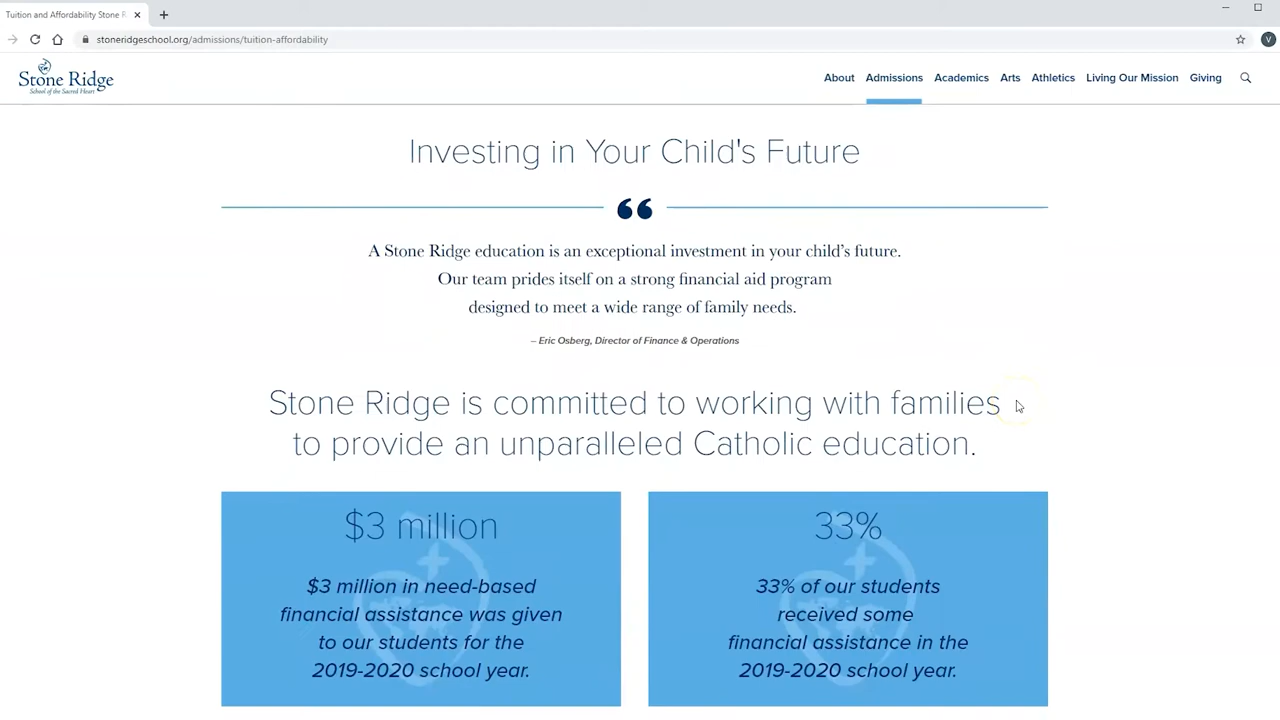 Tuition and Affordability Stone R
stoneridgeschool.org/admissions/tuition-affordability
V
Stone Ridge
School of the Sacred Heart
About Admissions Academics Arts Athletics Living Our Mission Giving
Investing in Your Child's Future
“
A Stone Ridge education is an exceptional investment in your child’s future.
Our team prides itself on a strong financial aid program
designed to meet a wide range of family needs.
– Eric Osberg, Director of Finance & Operations
Stone Ridge is committed to working with families
to provide an unparalleled Catholic education.
$3 million
$3 million in need-based
financial assistance was given
to our students for the
2019-2020 school year.
33%
33% of our students
received some
financial assistance in the
2019-2020 school year.